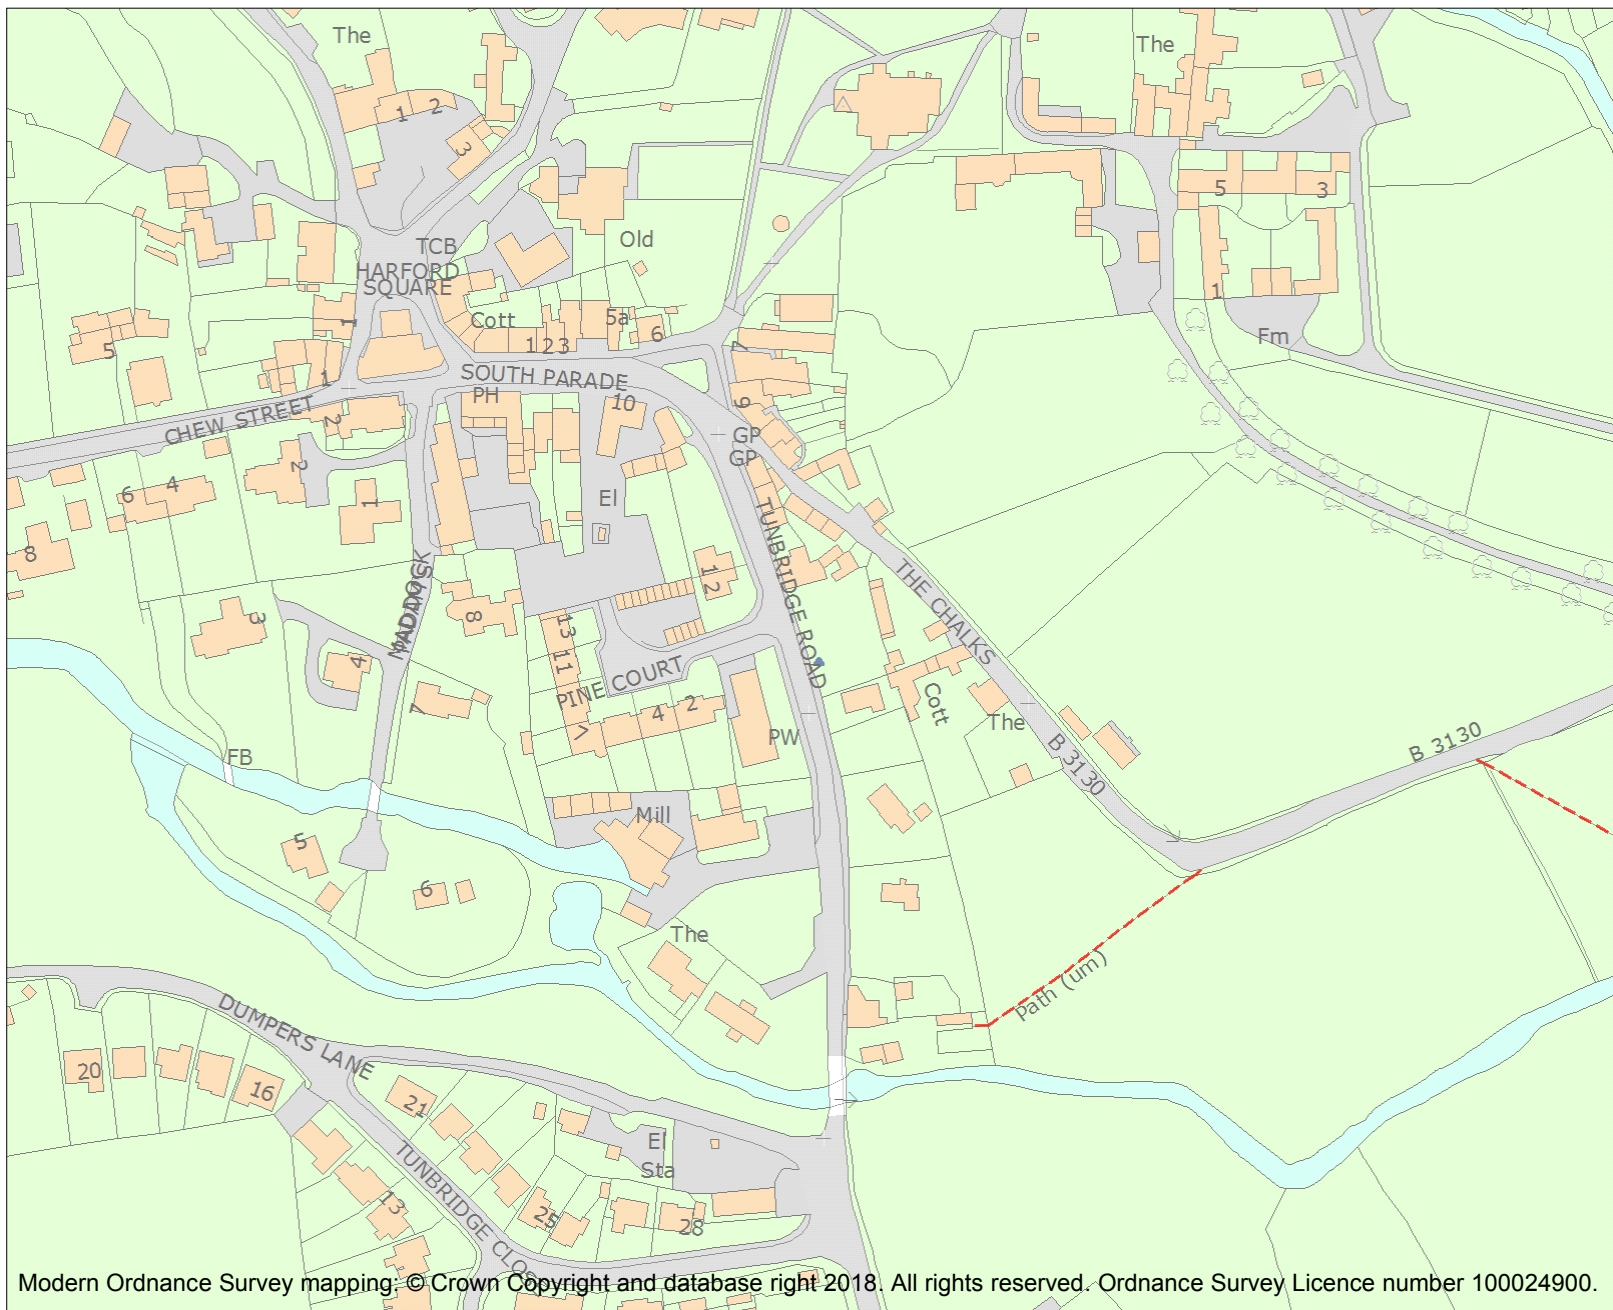 The
The
1
2
3
5
3
TCB
Old
HARFORD
SQUARE
1
1
Cott
5a
6
1 2 3
4
Fm
5
SOUTH PARADE
1
PH
10
9
CHEW STREET
2
GP
GP
2
6
4
1
El
8
TUNBRIDGE ROAD
THE CHALKS
12
MADDOCK
3
8
13
11
4
PINE COURT
7
4
2
7
Cott
The
PW
B 3130
B 3130
FB
Mill
5
6
The
Path (um)
DUMPERS LANE
20
16
21
El
Sta
TUNBRIDGE CLOSE
13
25
28
Modern Ordnance Survey mapping: © Crown Copyright and database right 2018. All rights reserved. Ordnance Survey Licence number 100024900.